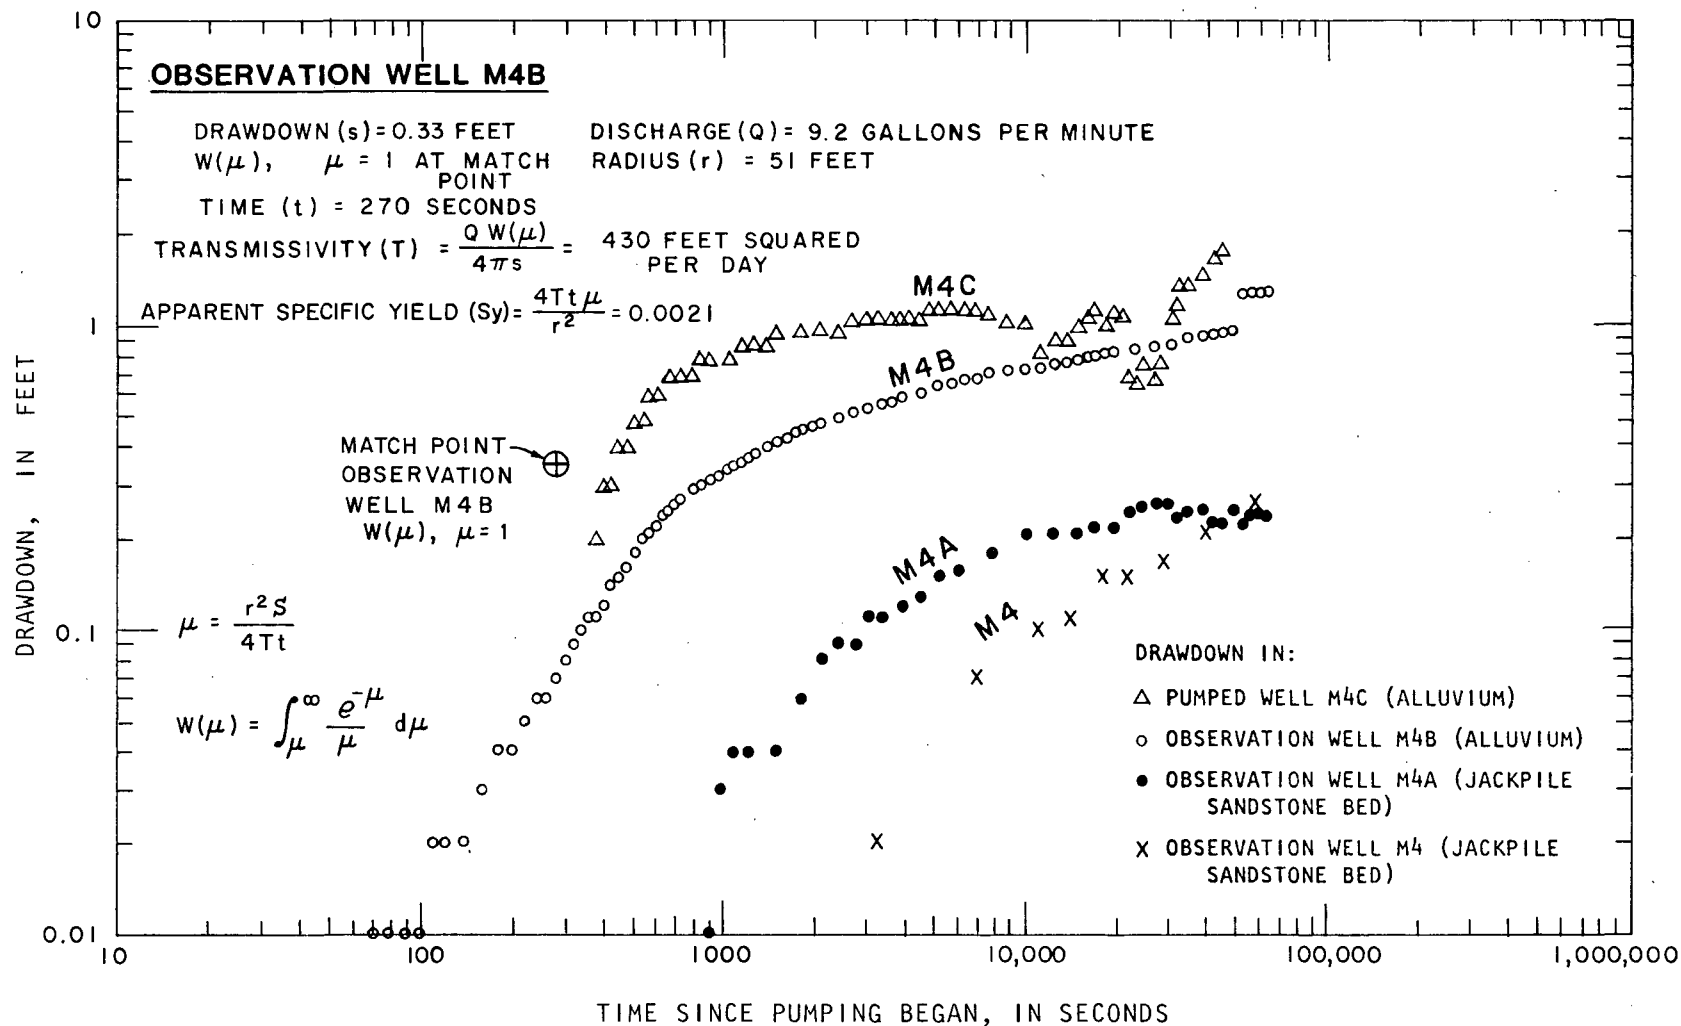 OBSERVATION WELL M4B
DRAWDOWN (s) = 0.33 FEET
DISCHARGE (Q) = 9.2 GALLONS PER MINUTE
W(μ), μ = 1 AT MATCH POINT
RADIUS (r) = 51 FEET
TIME (t) = 270 SECONDS
TRANSMISSIVITY (T) = Q W(μ) / 4πs = 430 FEET SQUARED
PER DAY
APPARENT SPECIFIC YIELD (Sy) = 4Ttμ / r² = 0.0021
M4C
M4B
MATCH POINT
OBSERVATION
WELL M4B
W(μ), μ = 1
M4A
M4
μ = r²S / 4Tt
W(μ) = ∫μ^∞ e^-μ / μ dμ
DRAWDOWN IN:
PUMPED WELL M4C (ALLUVIUM)
OBSERVATION WELL M4B (ALLUVIUM)
OBSERVATION WELL M4A (JACKPILE
SANDSTONE BED)
OBSERVATION WELL M4 (JACKPILE
SANDSTONE BED)
DRAWDOWN, IN FEET
10
1
0.1
0.01
10 100 1000 10,000 100,000 1,000,000
TIME SINCE PUMPING BEGAN, IN SECONDS